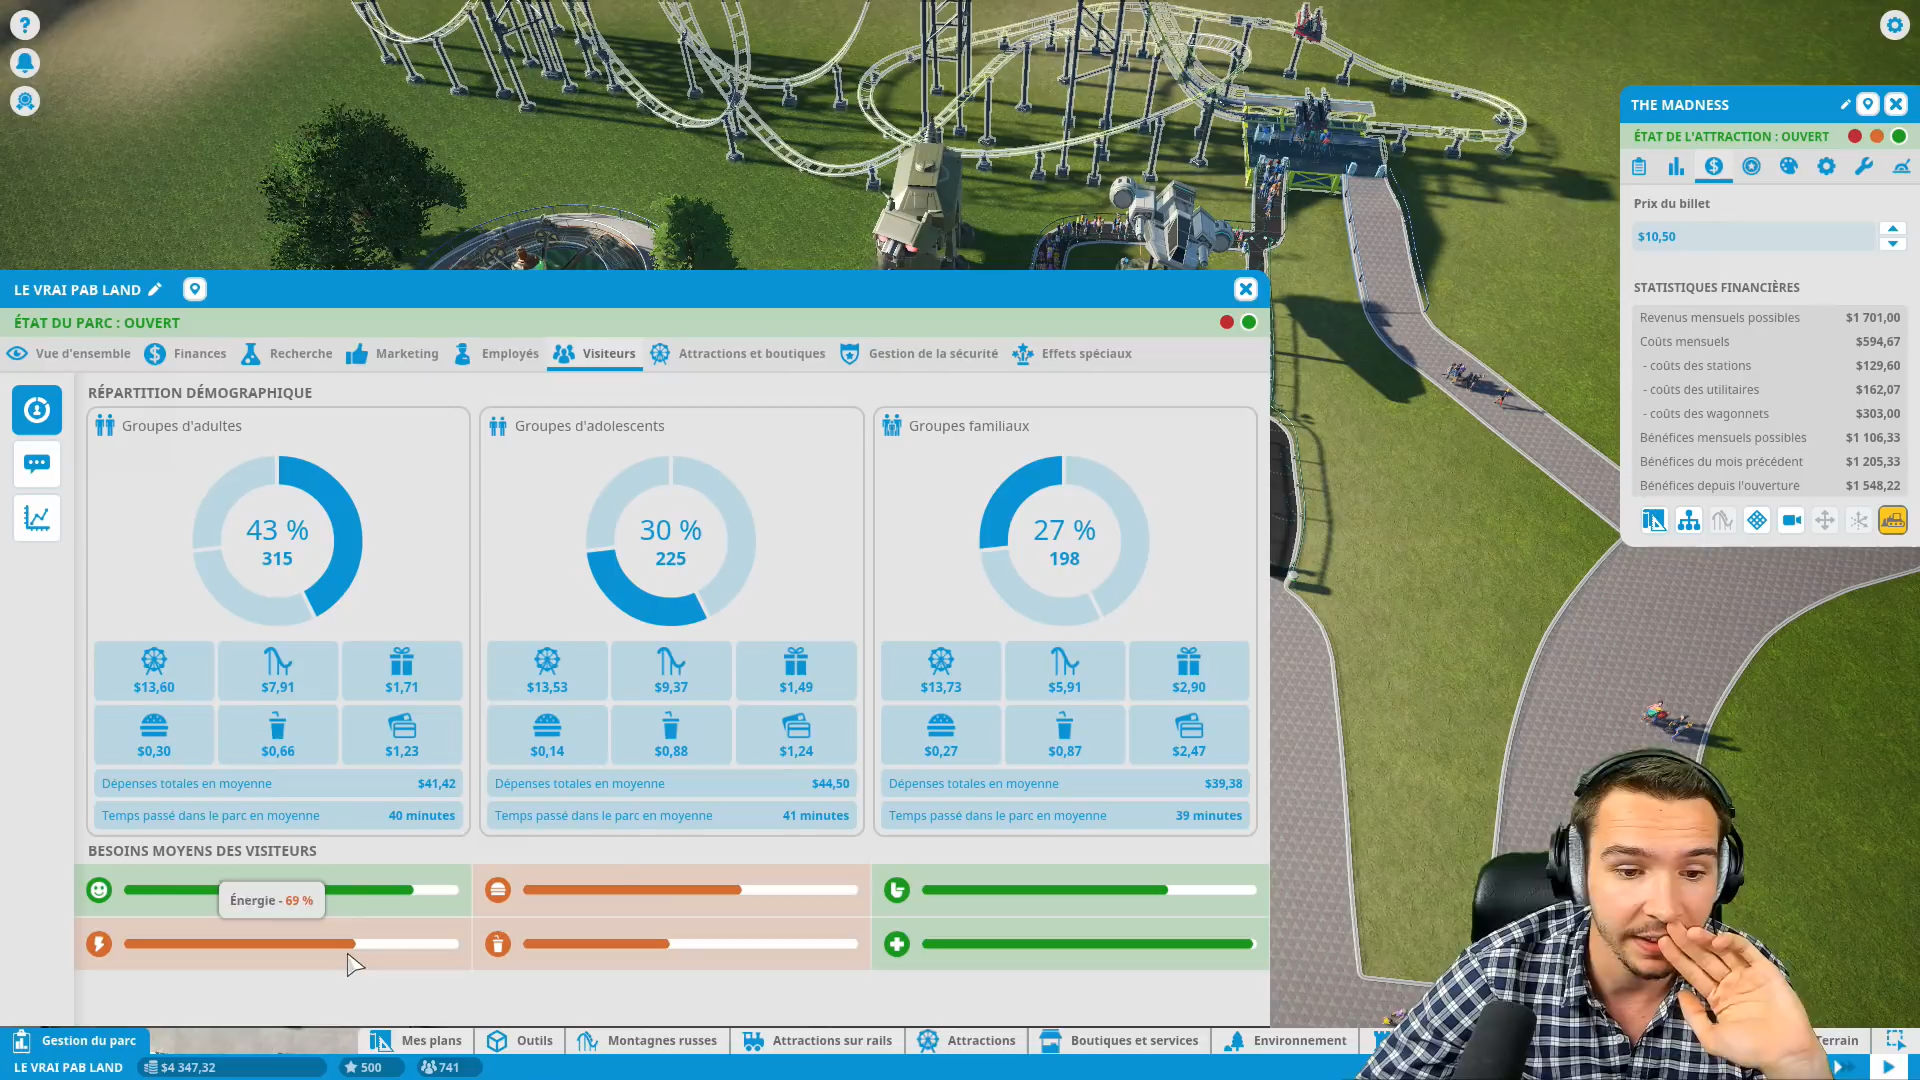 ?
THE MADNESS
ÉTAT DE L'ATTRACTION : OUVERT
Prix du billet
$10,50
STATISTIQUES FINANCIÈRES
Revenus mensuels possibles $1 701,00
Coûts mensuels $594,67
- coûts des stations $129,60
- coûts des utilitaires $162,07
- coûts des wagonnets $303,00
Bénéfices mensuels possibles $1 106,33
Bénéfices du mois précédent $1 205,33
Bénéfices depuis l'ouverture $1 548,22
LE VRAI PAB LAND
ÉTAT DU PARC : OUVERT
Vue d'ensemble Finances Recherche Marketing Employés Visiteurs Attractions et boutiques Gestion de la sécurité Effets spéciaux
RÉPARTITION DÉMOGRAPHIQUE
Groupes d'adultes
43 %
315
$13,60 $7,91 $1,71
$0,30 $0,66 $1,23
Dépenses totales en moyenne $41,42
Temps passé dans le parc en moyenne 40 minutes
Groupes d'adolescents
30 %
225
$13,53 $9,37 $1,49
$0,14 $0,88 $1,24
Dépenses totales en moyenne $44,50
Temps passé dans le parc en moyenne 41 minutes
Groupes familiaux
27 %
198
$13,73 $5,91 $2,90
$0,27 $0,87 $2,47
Dépenses totales en moyenne $39,38
Temps passé dans le parc en moyenne 39 minutes
BESOINS MOYENS DES VISITEURS
Énergie - 69 %
Gestion du parc Mes plans Outils Montagnes russes Attractions sur rails Attractions Boutiques et services Environnement Terrain
LE VRAI PAB LAND $4 347,32 500 741